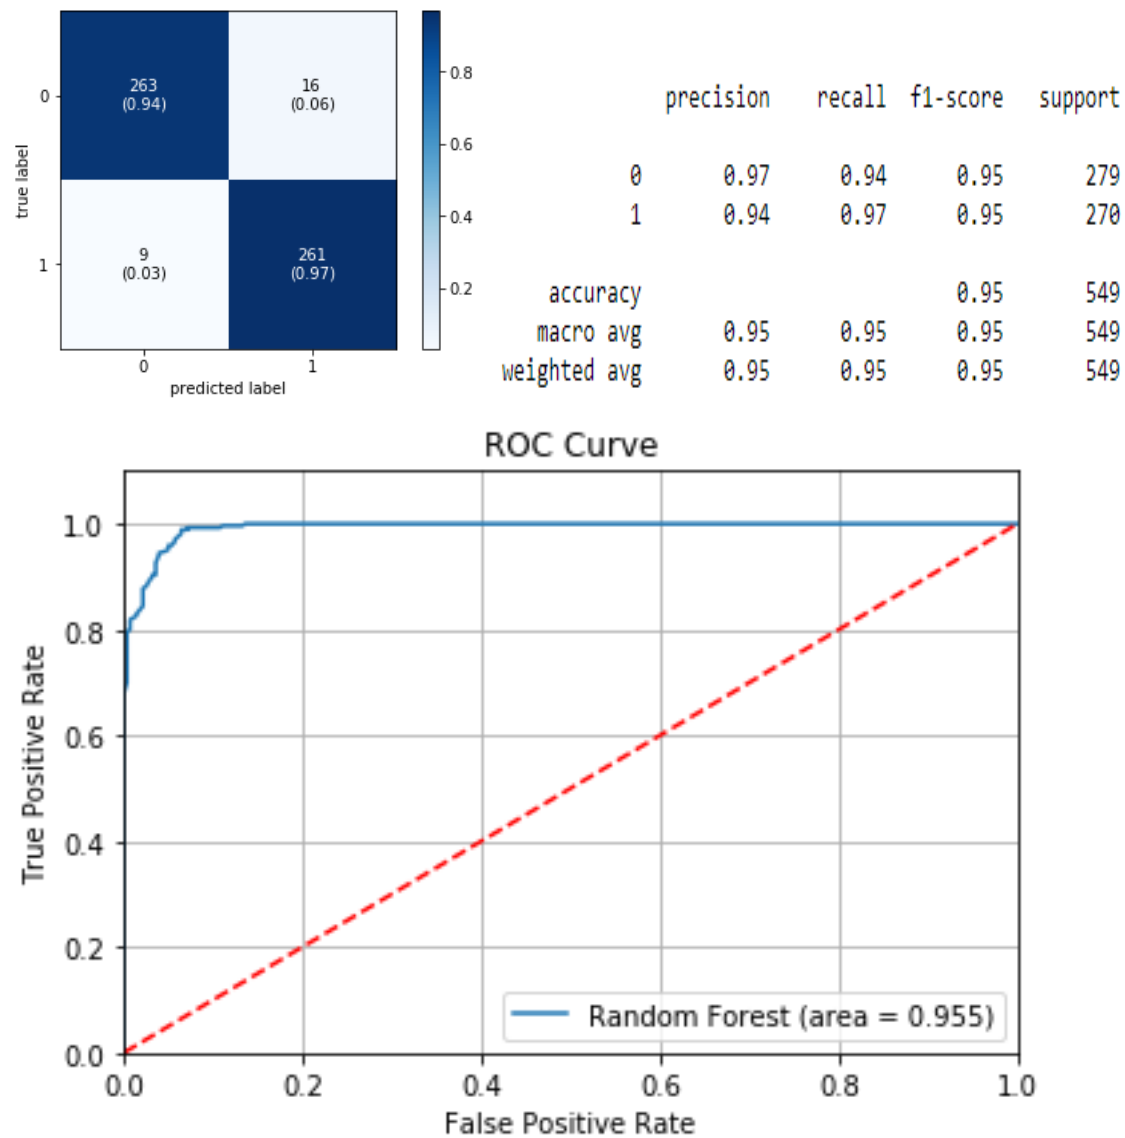 263
(0.94)
16
(0.06)
9
(0.03)
261
(0.97)
0
1
true label
0 1
predicted label
0.8
0.6
0.4
0.2
precision recall f1-score support
0 0.97 0.94 0.95 279
1 0.94 0.97 0.95 270
accuracy 0.95 549
macro avg 0.95 0.95 0.95 549
weighted avg 0.95 0.95 0.95 549
ROC Curve
1.0
0.8
0.6
0.4
0.2
0.0
True Positive Rate
Random Forest (area = 0.955)
0.0 0.2 0.4 0.6 0.8 1.0
False Positive Rate